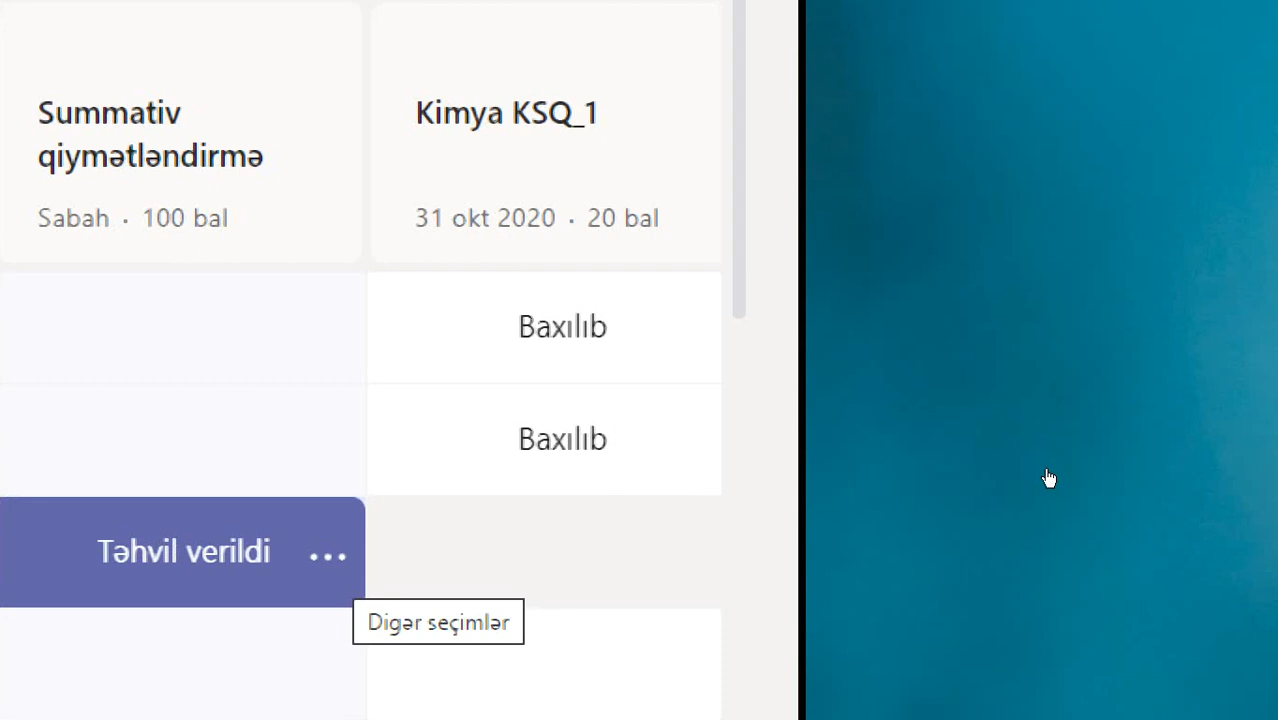 Summativ
qiymətləndirmə
Sabah · 100 bal
Kimya KSQ_1
31 okt 2020 · 20 bal
Baxılıb
Baxılıb
Təhvil verildi ...
Digər seçimlər